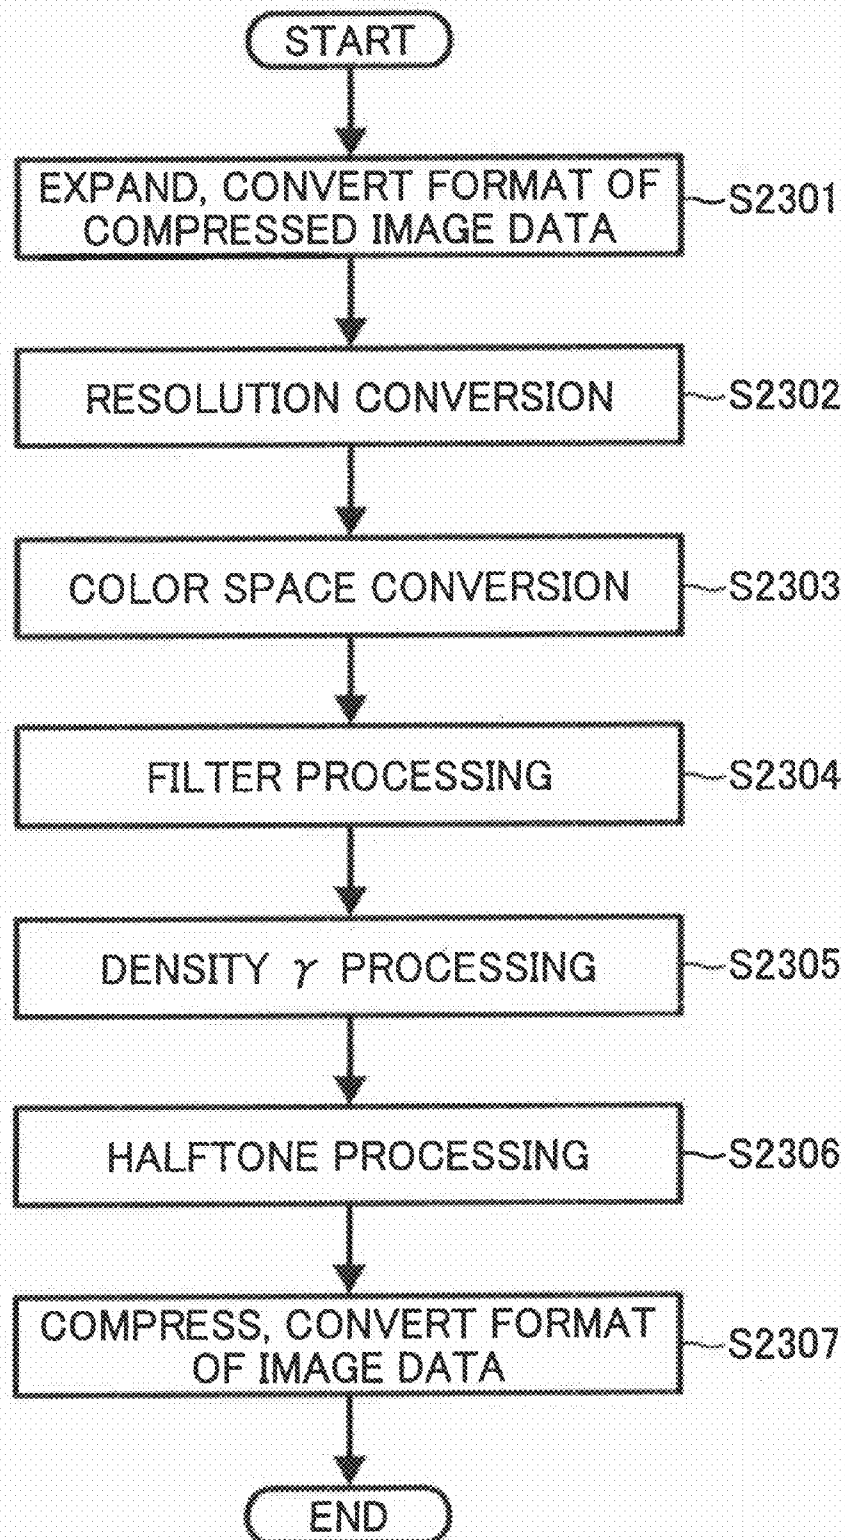 START
EXPAND, CONVERT FORMAT OF
COMPRESSED IMAGE DATA
S2301
RESOLUTION CONVERSION
S2302
COLOR SPACE CONVERSION
S2303
FILTER PROCESSING
S2304
DENSITY γ PROCESSING
S2305
HALFTONE PROCESSING
S2306
COMPRESS, CONVERT FORMAT
OF IMAGE DATA
S2307
END